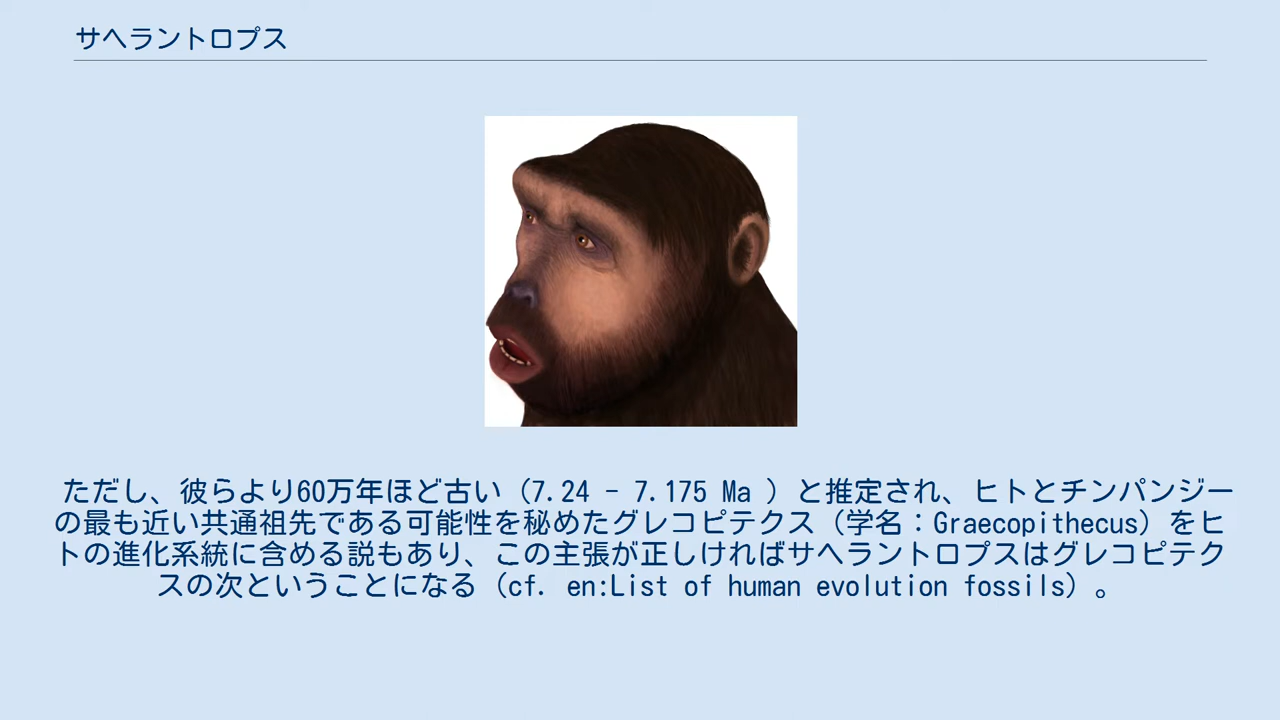 サヘラントロプス
ただし、彼らより60万年ほど古い（7.24 - 7.175 Ma ）と推定され、ヒトとチンパンジー
の最も近い共通祖先である可能性を秘めたグレコピテクス（学名：Graecopithecus）をヒ
トの進化系統に含める説もあり、この主張が正しければサヘラントロプスはグレコピテク
スの次ということになる（cf. en:List of human evolution fossils）。